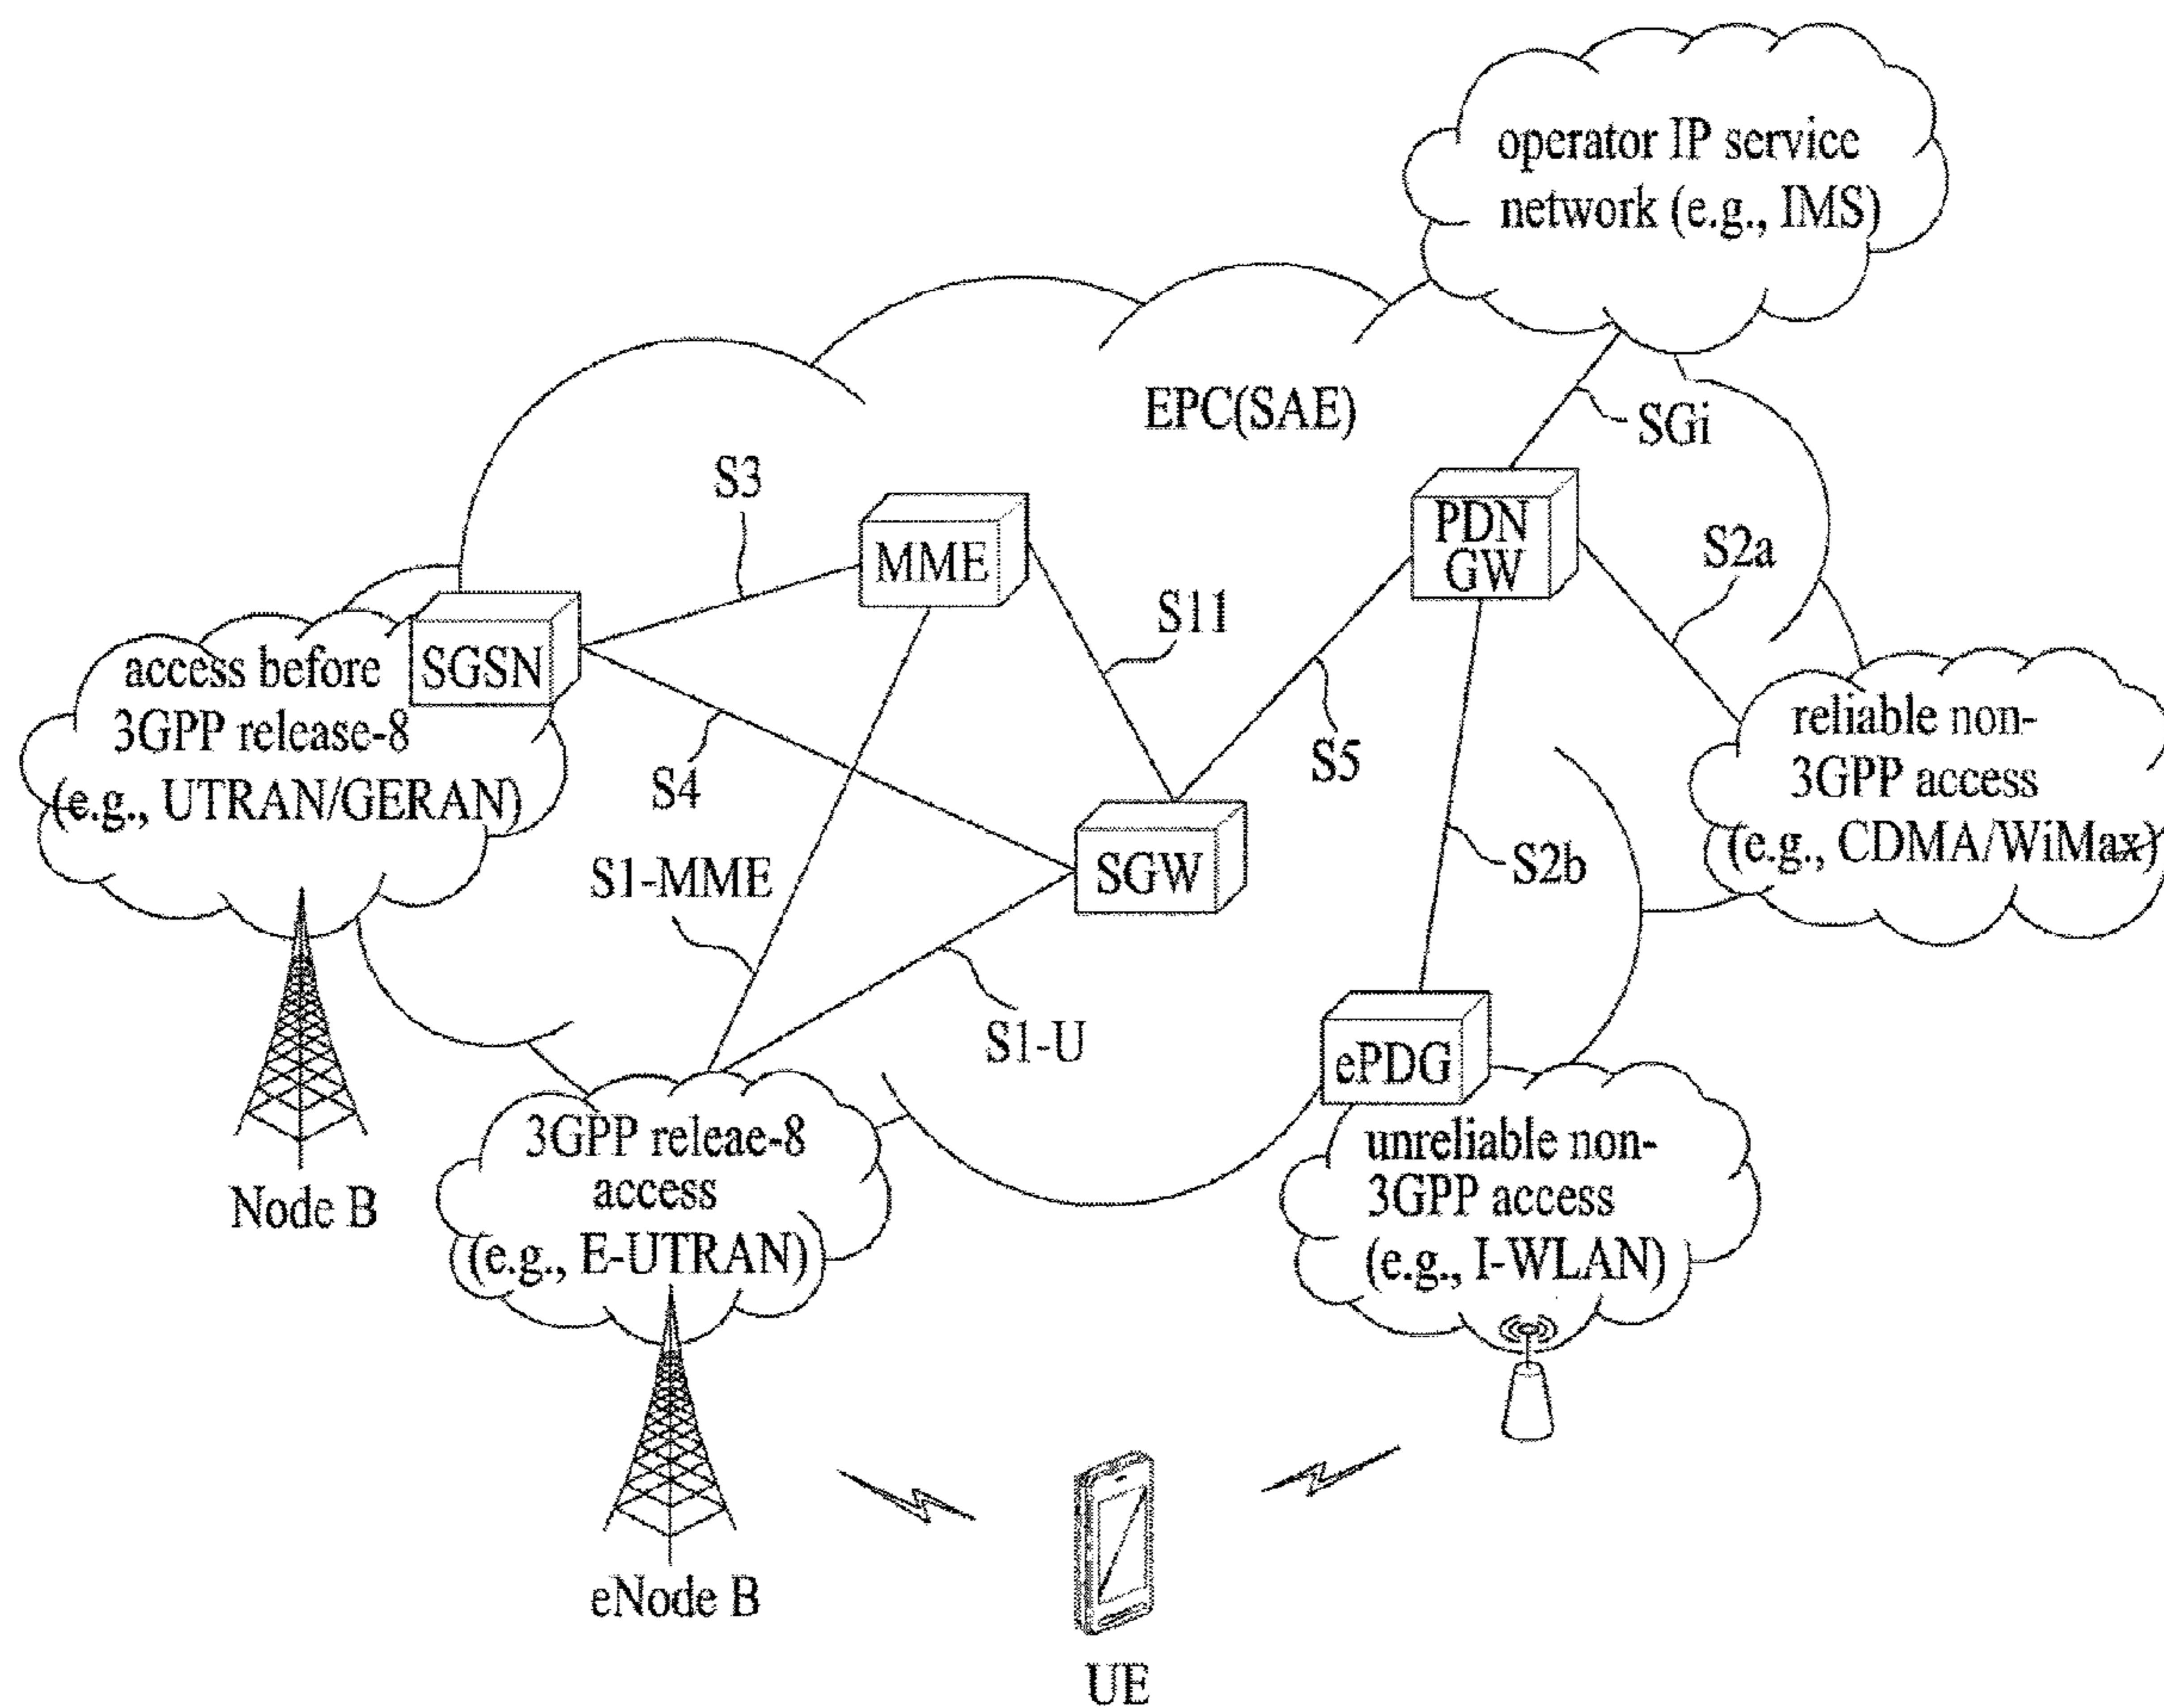 operator IP service
network (e.g., IMS)
EPC(SAE)
SGi
S3
MME
PDN
GW
S2a
S11
access before
3GPP release-8
(e.g., UTRAN/GERAN)
SGSN
S4
S5
reliable non-
3GPP access
(e.g., CDMA/WiMax)
S1-MME
SGW
S2b
S1-U
ePDG
Node B
3GPP releae-8
access
(e.g., E-UTRAN)
unreliable non-
3GPP access
(e.g., I-WLAN)
eNode B
UE